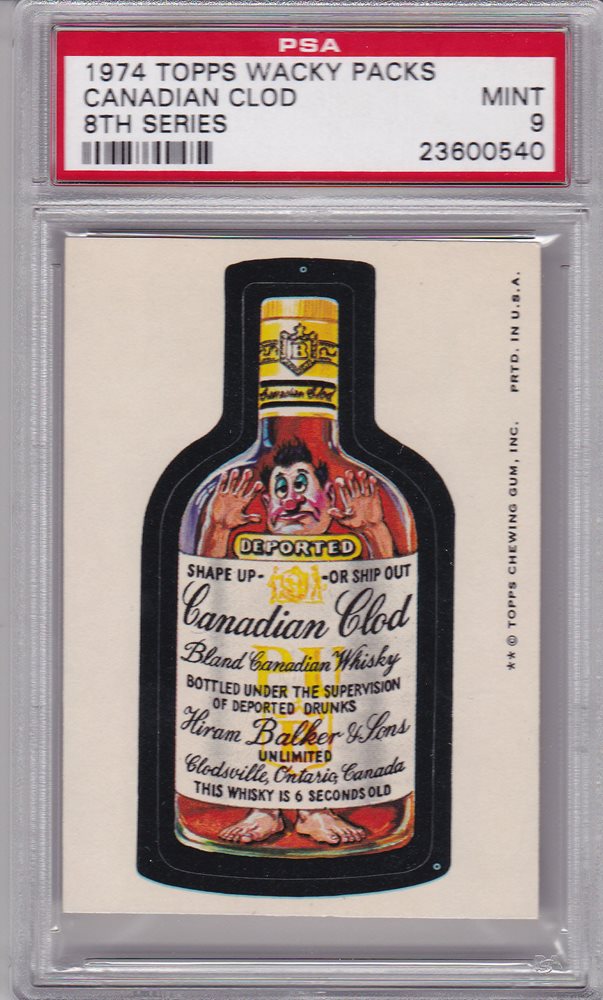 PSA
1974 TOPPS WACKY PACKS
CANADIAN CLOD MINT
8TH SERIES 9
23600540
B
Canadian Clod
DEPORTED
SHAPE UP- -OR SHIP OUT
Canadian Clod
Bland Canadian Whisky
BOTTLED UNDER THE SUPERVISION
OF DEPORTED DRUNKS
Hiram Balker & Sons
UNLIMITED
Clodsville, Ontario, Canada
THIS WHISKY IS 6 SECONDS OLD
** © TOPPS CHEWING GUM, INC. PRTD. IN U.S.A.